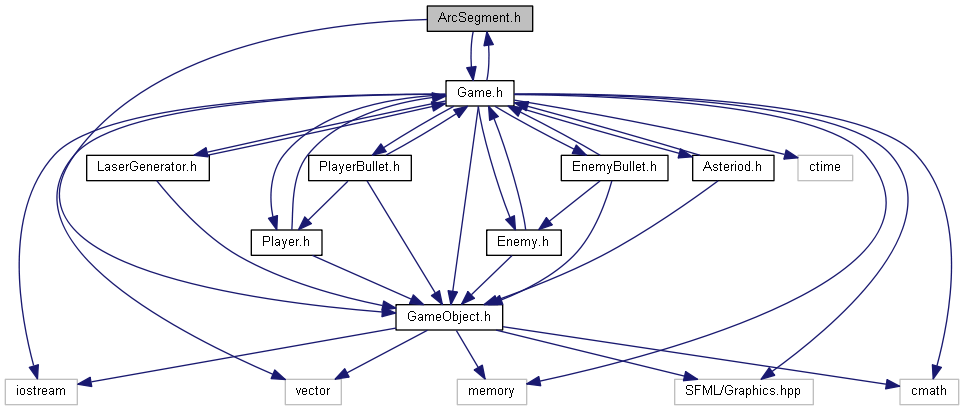 ArcSegment.h
Game.h
LaserGenerator.h
PlayerBullet.h
EnemyBullet.h
Asteriod.h
ctime
Player.h
Enemy.h
GameObject.h
iostream
vector
memory
SFML/Graphics.hpp
cmath